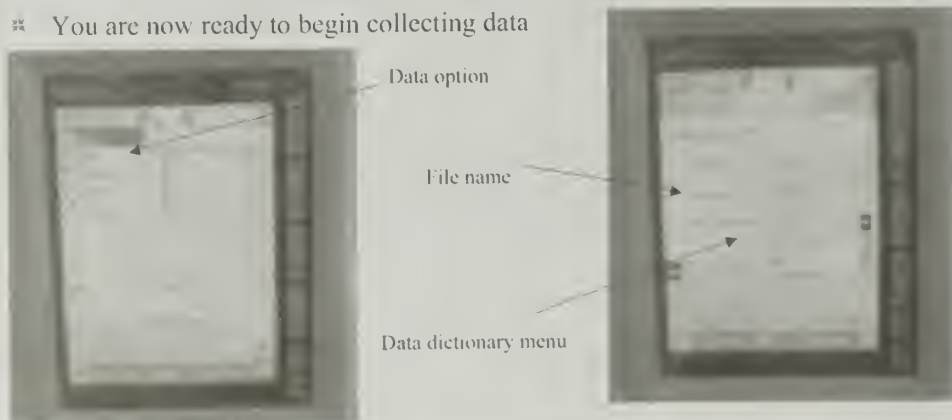 You are now ready to begin collecting data
Data option
File name
Data dictionary menu